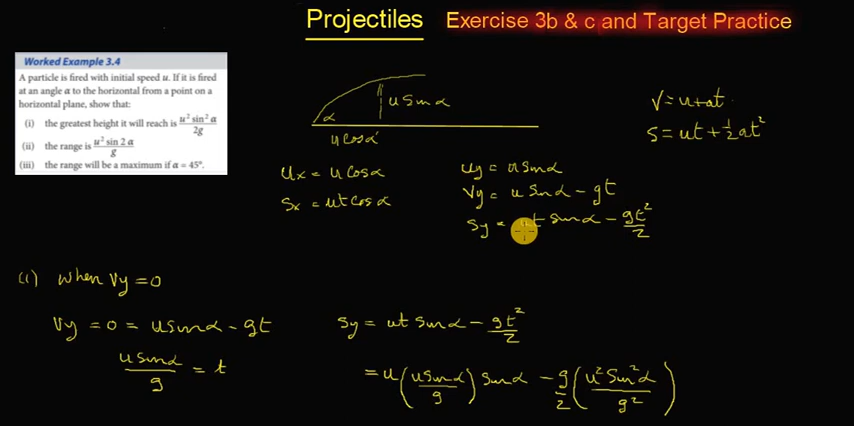 Projectiles Exercise 3b & c and Target Practice
Worked Example 3.4
A particle is fired with initial speed u. If it is fired
at an angle α to the horizontal from a point on a
horizontal plane, show that:
(i) the greatest height it will reach is u² sin² α / 2g
(ii) the range is u² sin 2α / g
(iii) the range will be a maximum if α = 45°.
α
u sin α
u cos α
v = u + at
s = ut + ½at²
ux = u cos α
sx = ut cos α
uy = u sin α
vy = u sin α − gt
sy = ut sin α − gt²/2
(i) when vy = 0
vy = 0 = u sin α − gt
u sin α / g = t
sy = ut sin α − gt²/2
= u (u sin α / g) sin α − g/2 (u² sin² α / g²)